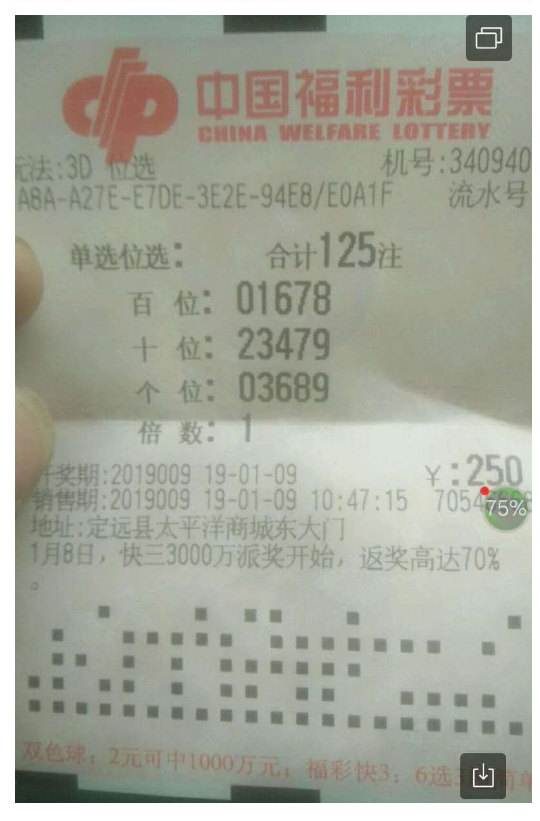 中国福利彩票
CHINA WELFARE LOTTERY
玩法:3D 位选 机号:340940
A8A-A27E-E7DE-3E2E-94E8/E0A1F 流水号
单选位选: 合计125注
百 位: 01678
十 位: 23479
个 位: 03689
倍 数: 1
开奖期:2019009 19-01-09 ¥:250
销售期:2019009 19-01-09 10:47:15
75%
地址:定远县太平洋商城东大门
1月8日，快三3000万派奖开始，返奖高达70%
。
双色球：2元可中1000万元；福彩快3：6选3